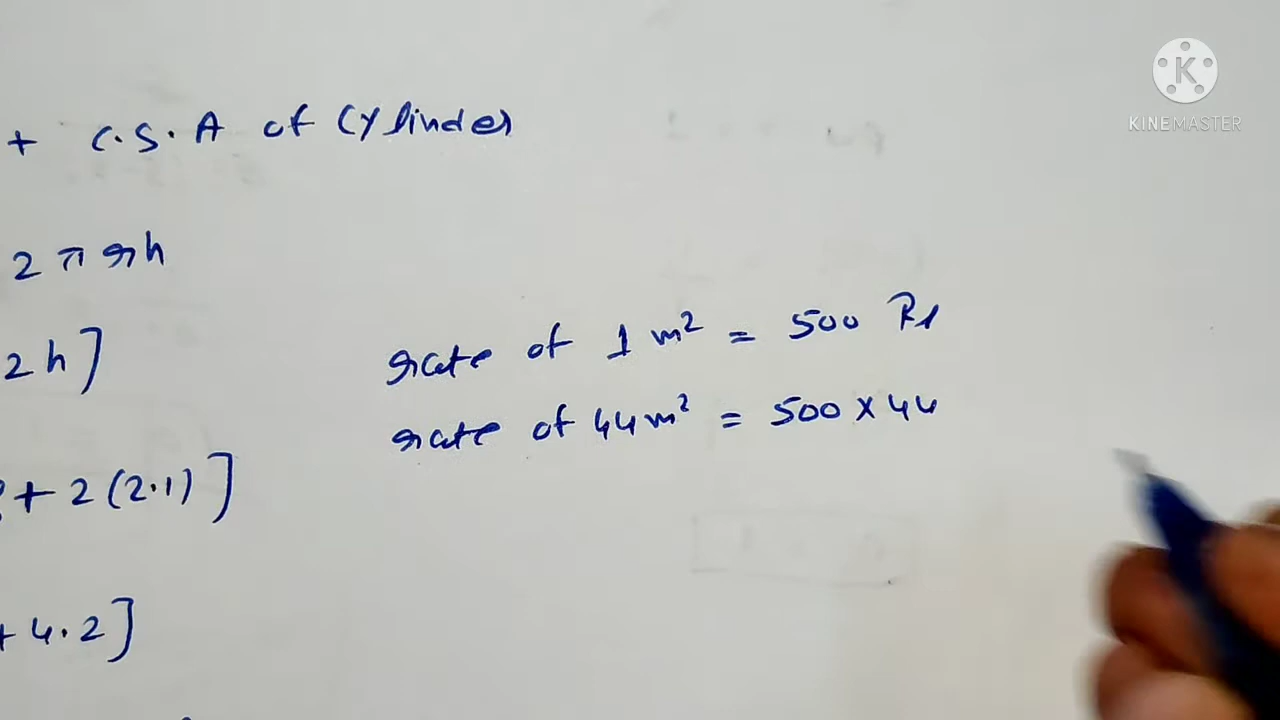 + C.S.A of Cylinder
2 π r h
2 h]
rate of 1 m² = 500 Rs
rate of 44 m² = 500 × 44
+ 2 (2.1)]
+ 4.2]
KINEMASTER